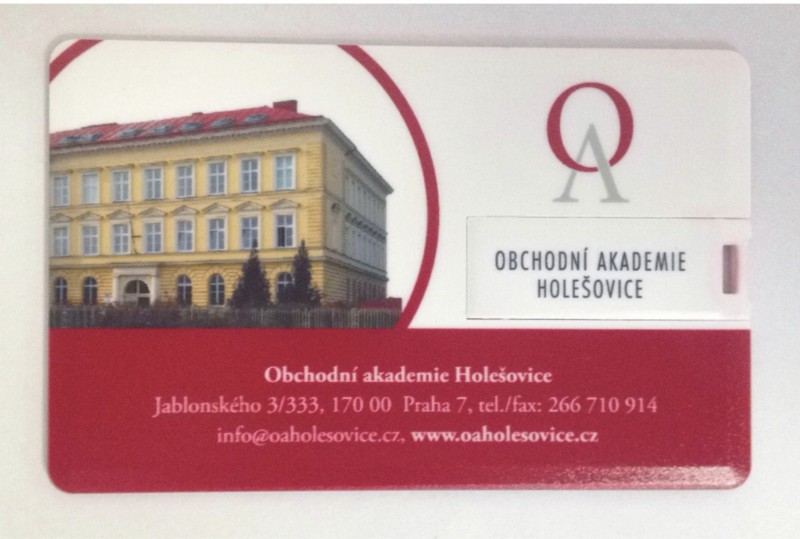 OA
OBCHODNÍ AKADEMIE
HOLEŠOVICE
Obchodní akademie Holešovice
Jablonského 3/333, 170 00 Praha 7, tel./fax: 266 710 914
info@oaholesovice.cz, www.oaholesovice.cz